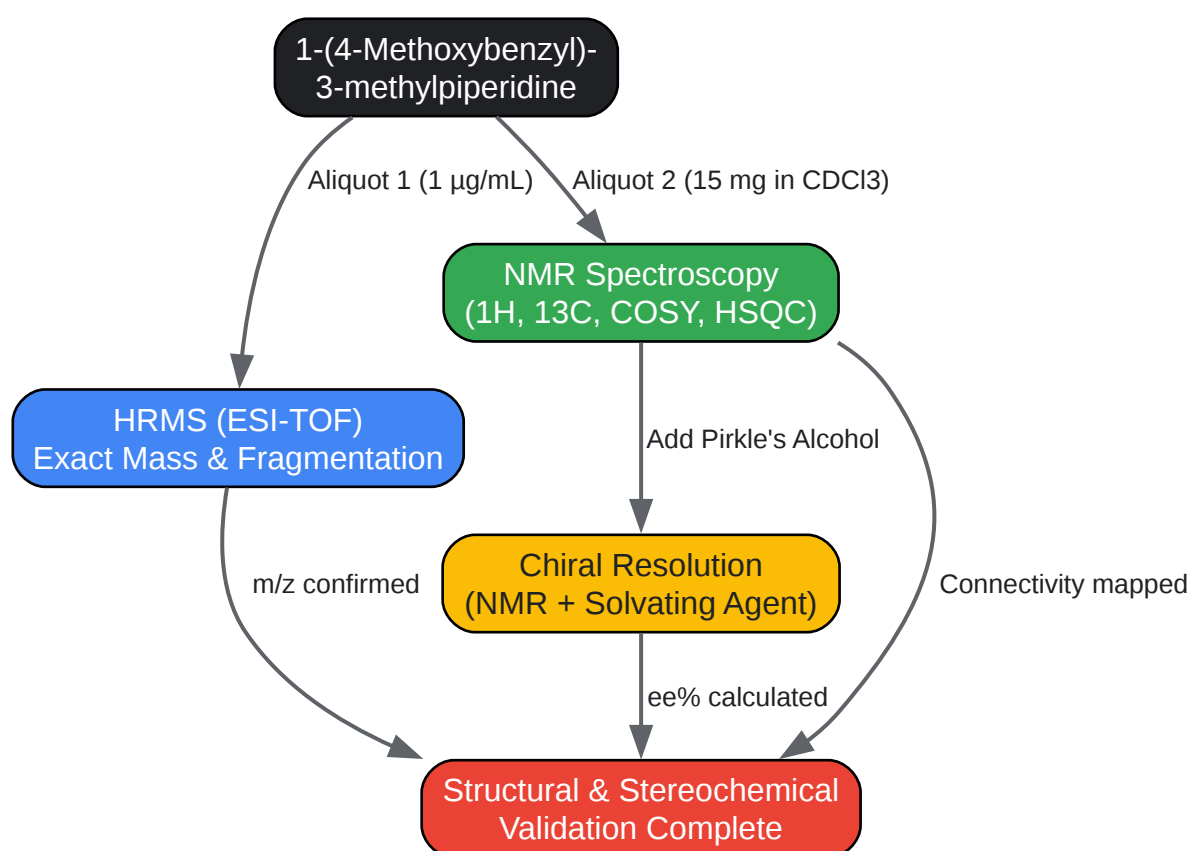 1-(4-Methoxybenzyl)-
3-methylpiperidine
Aliquot 1 (1 µg/mL)
Aliquot 2 (15 mg in CDCl3)
NMR Spectroscopy
(1H, 13C, COSY, HSQC)
HRMS (ESI-TOF)
Exact Mass & Fragmentation
Add Pirkle's Alcohol
Chiral Resolution
(NMR + Solvating Agent)
m/z confirmed
Connectivity mapped
ee% calculated
Structural & Stereochemical
Validation Complete